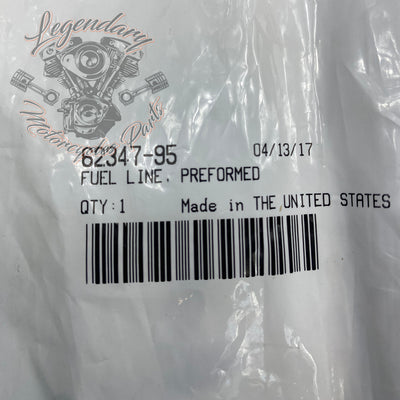 Legendary
Motorcycle Parts
62347-95 04/13/17
FUEL LINE, PREFORMED
QTY:1 Made in THE UNITED STATES